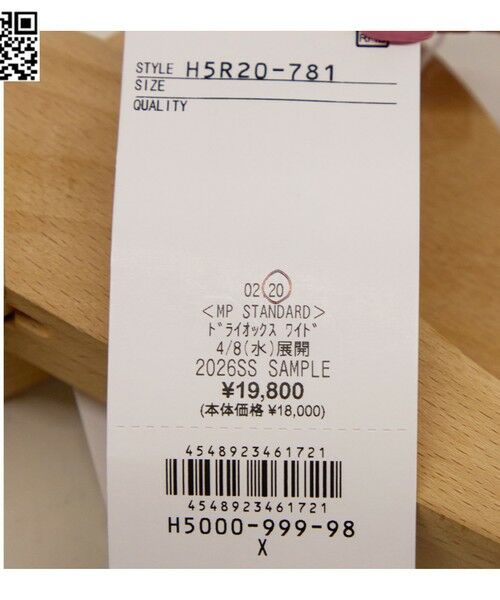 STYLE H5R20-781
SIZE
QUALITY
02 20
<MP STANDARD>
ﾄﾞﾗｲｵｯｸｽ ﾜｲﾄﾞ
4/8(水)展開
2026SS SAMPLE
¥19,800
(本体価格 ¥18,000)
4548923461721
4548923461721
H5000-999-98
X